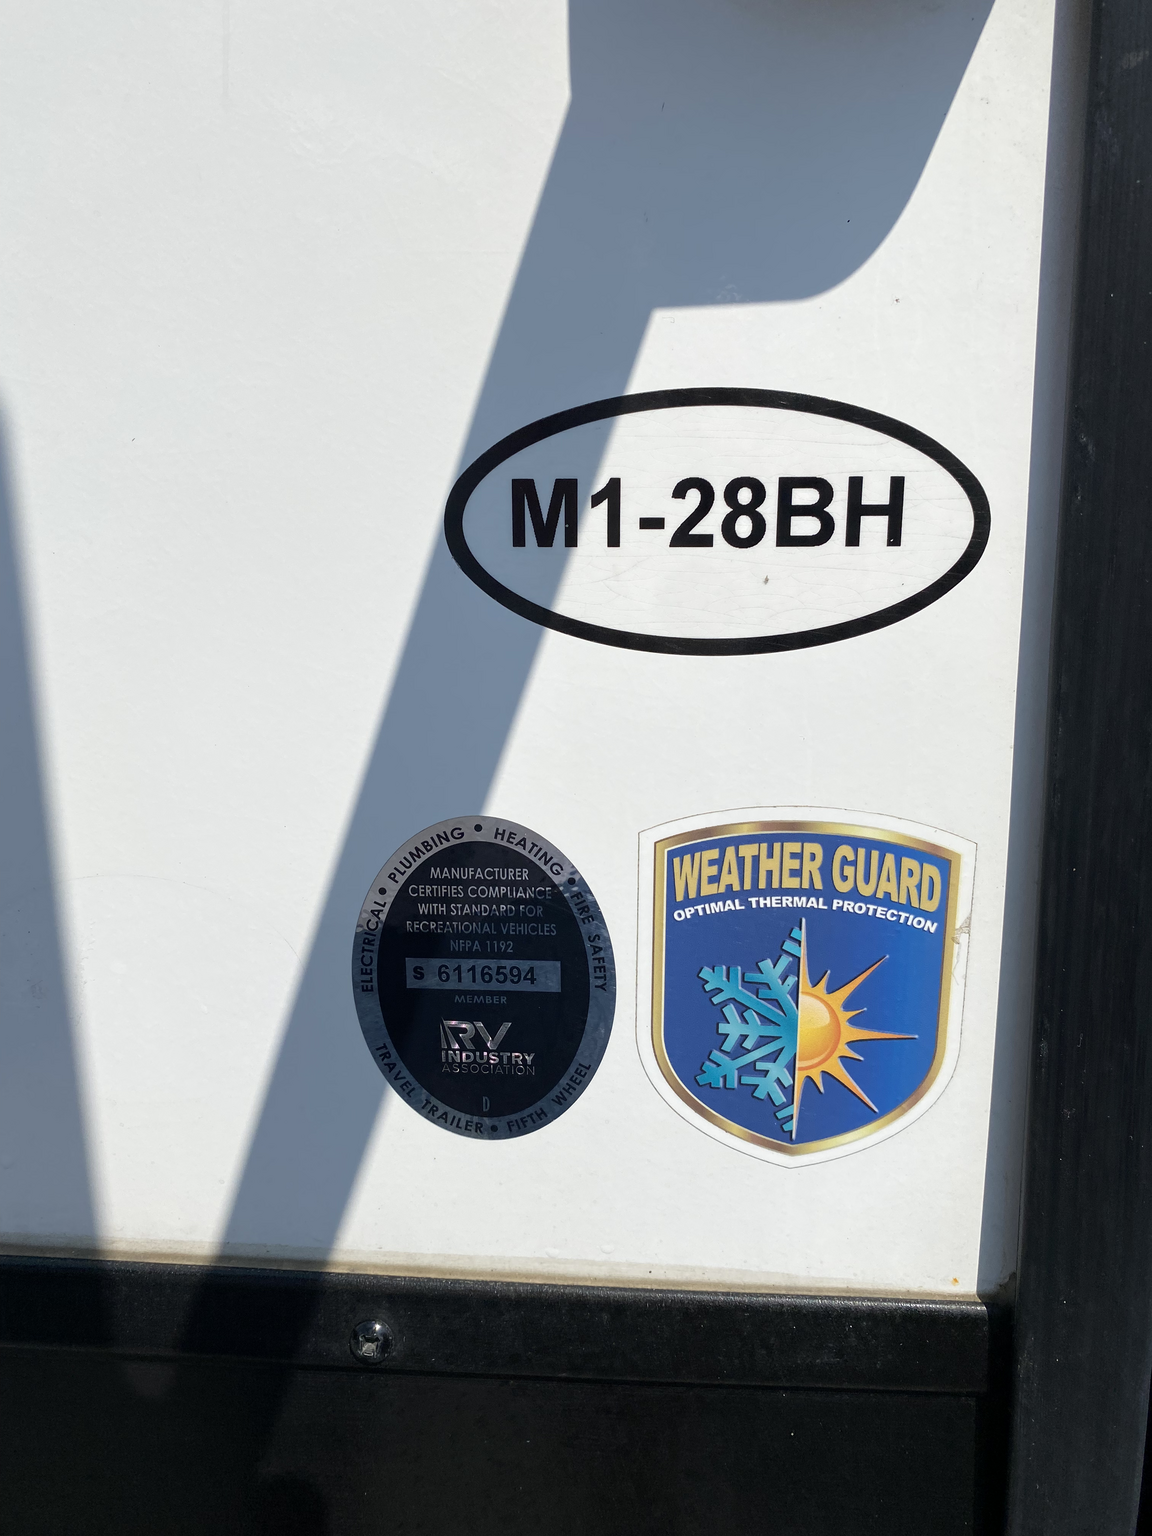 M1-28BH
ELECTRICAL • PLUMBING • HEATING • FIRE SAFETY
MANUFACTURER
CERTIFIES COMPLIANCE
WITH STANDARD FOR
RECREATIONAL VEHICLES
NFPA 1192
S 6116594
MEMBER
RV
INDUSTRY
ASSOCIATION
D
TRAVEL TRAILER • FIFTH WHEEL
WEATHER GUARD
OPTIMAL THERMAL PROTECTION